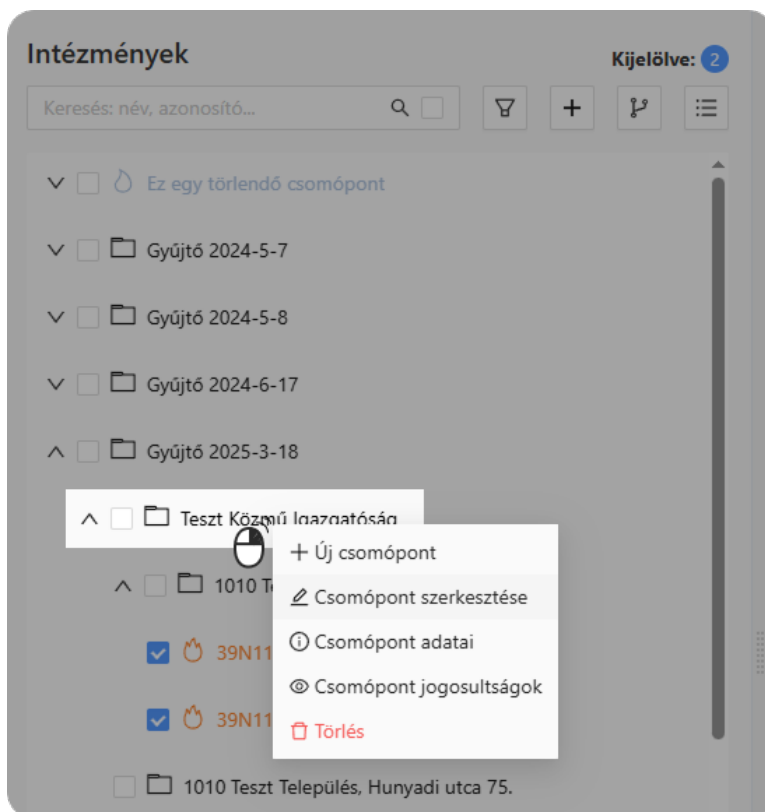 Intézmények
Kijelölve: 2
Keresés: név, azonosító...
Ez egy törlendő csomópont
Gyűjtő 2024-5-7
Gyűjtő 2024-5-8
Gyűjtő 2024-6-17
Gyűjtő 2025-3-18
Teszt Közmű Igazgatóság
Új csomópont
1010 Te
Csomópont szerkesztése
Csomópont adatai
39N11
Csomópont jogosultságok
39N11
Törlés
1010 Teszt Település, Hunyadi utca 75.